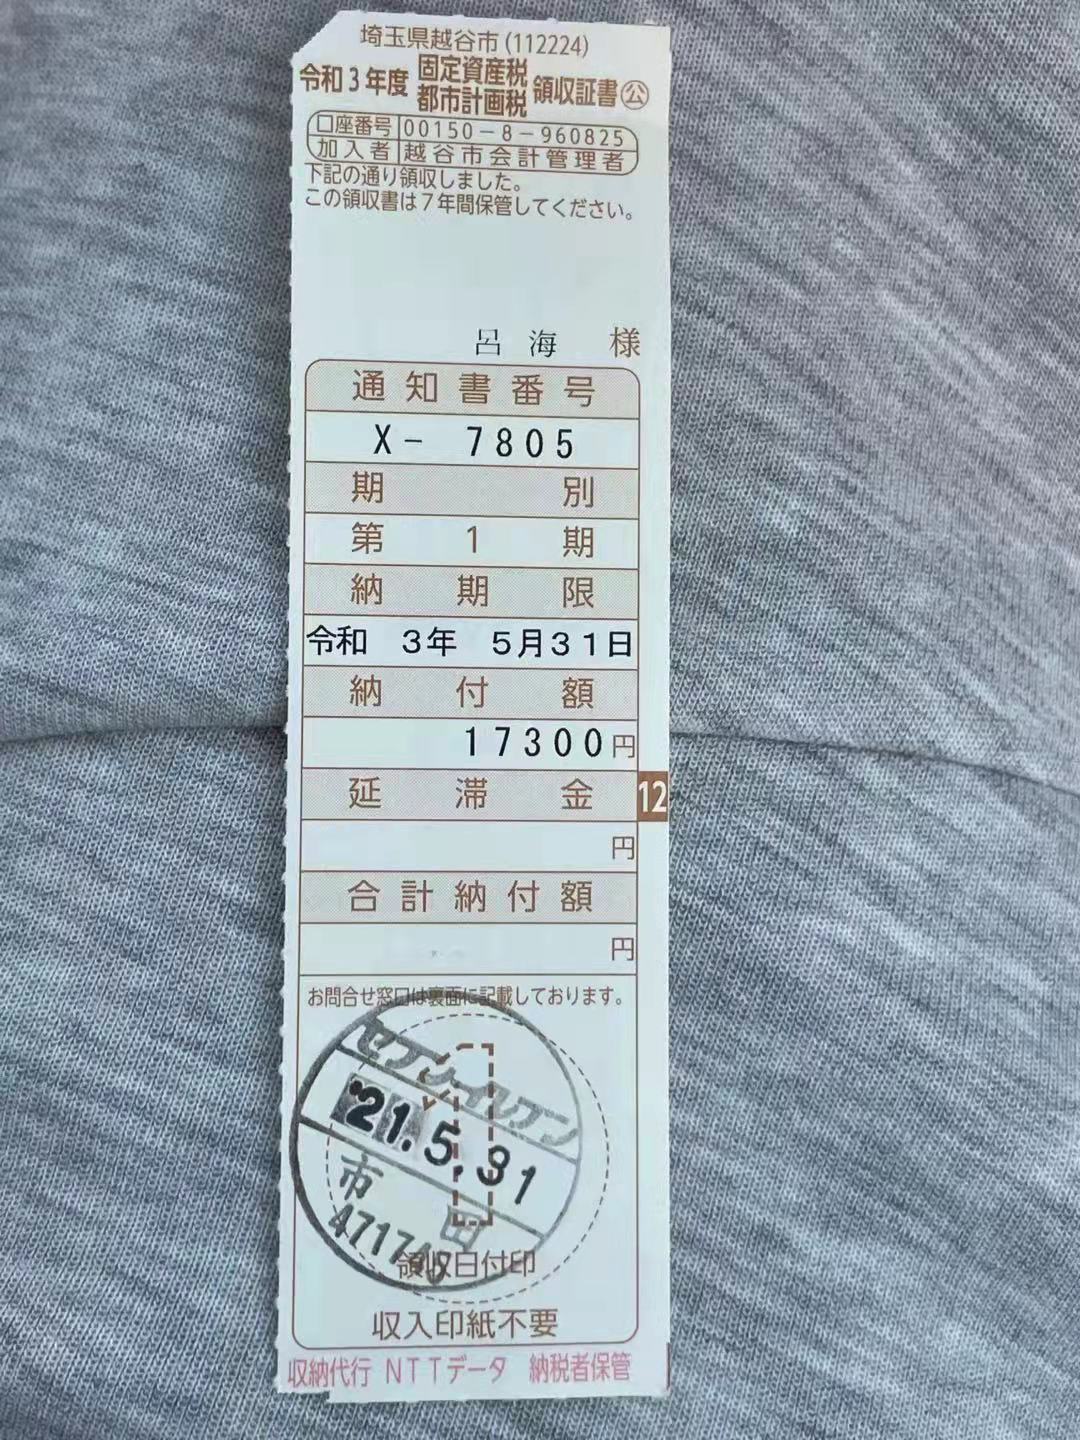 埼玉県越谷市(112224)
令和3年度 固定資産税 都市計画税 領収証書 公
口座番号 00150-8-960825
加入者 越谷市会計管理者
下記の通り領収しました。
この領収書は7年間保管してください。
呂 海 様
通知書番号
X- 7805
期別
第1期
納期限
令和 3年 5月31日
納付額
17300円
延滞金
12
円
合計納付額
円
お問合せ窓口は裏面に記載しております。
セブンイレブン
'21.5.31
市 田
領収日付印
収入印紙不要
収納代行 NTTデータ 納税者保管